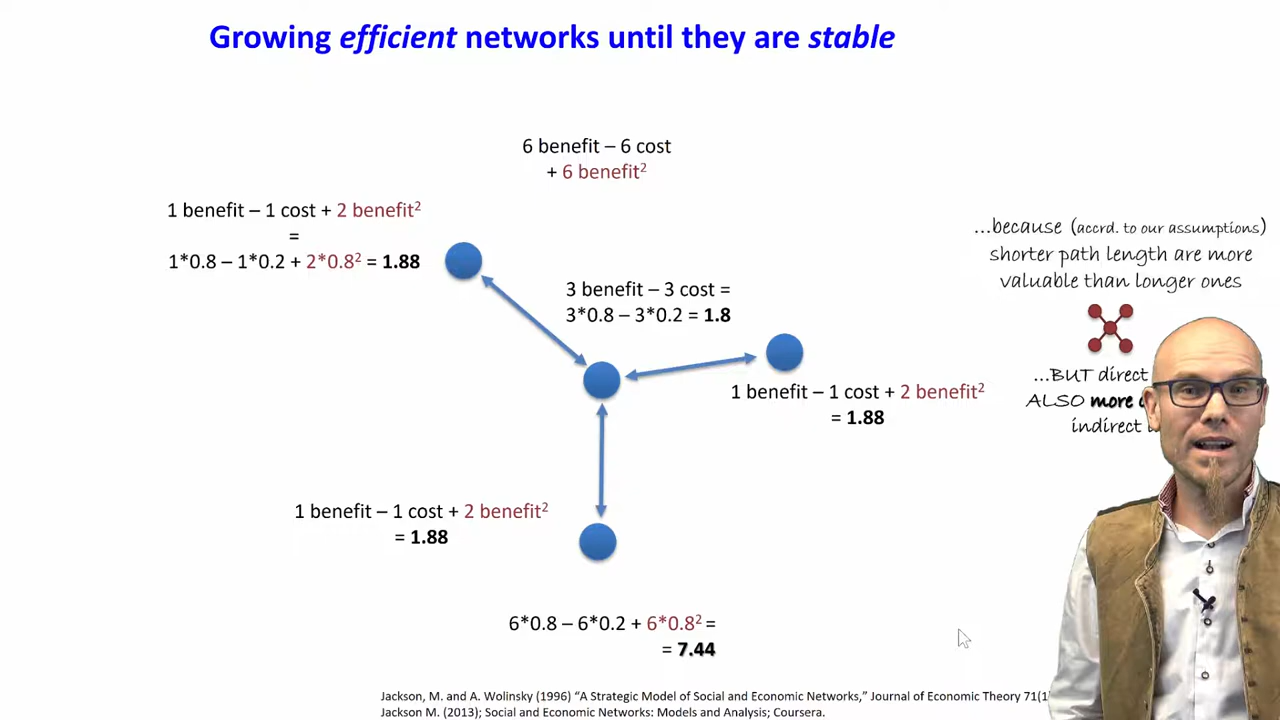 Growing efficient networks until they are stable
6 benefit – 6 cost
+ 6 benefit²
1 benefit – 1 cost + 2 benefit²
=
1*0.8 – 1*0.2 + 2*0.8² = 1.88
3 benefit – 3 cost =
3*0.8 – 3*0.2 = 1.8
1 benefit – 1 cost + 2 benefit²
= 1.88
1 benefit – 1 cost + 2 benefit²
= 1.88
6*0.8 – 6*0.2 + 6*0.8² =
= 7.44
...because (accrd. to our assumptions)
shorter path length are more
valuable than longer ones
...BUT direct
ALSO more
indirect
Jackson, M. and A. Wolinsky (1996) “A Strategic Model of Social and Economic Networks,” Journal of Economic Theory 71(1
Jackson M. (2013); Social and Economic Networks: Models and Analysis; Coursera.